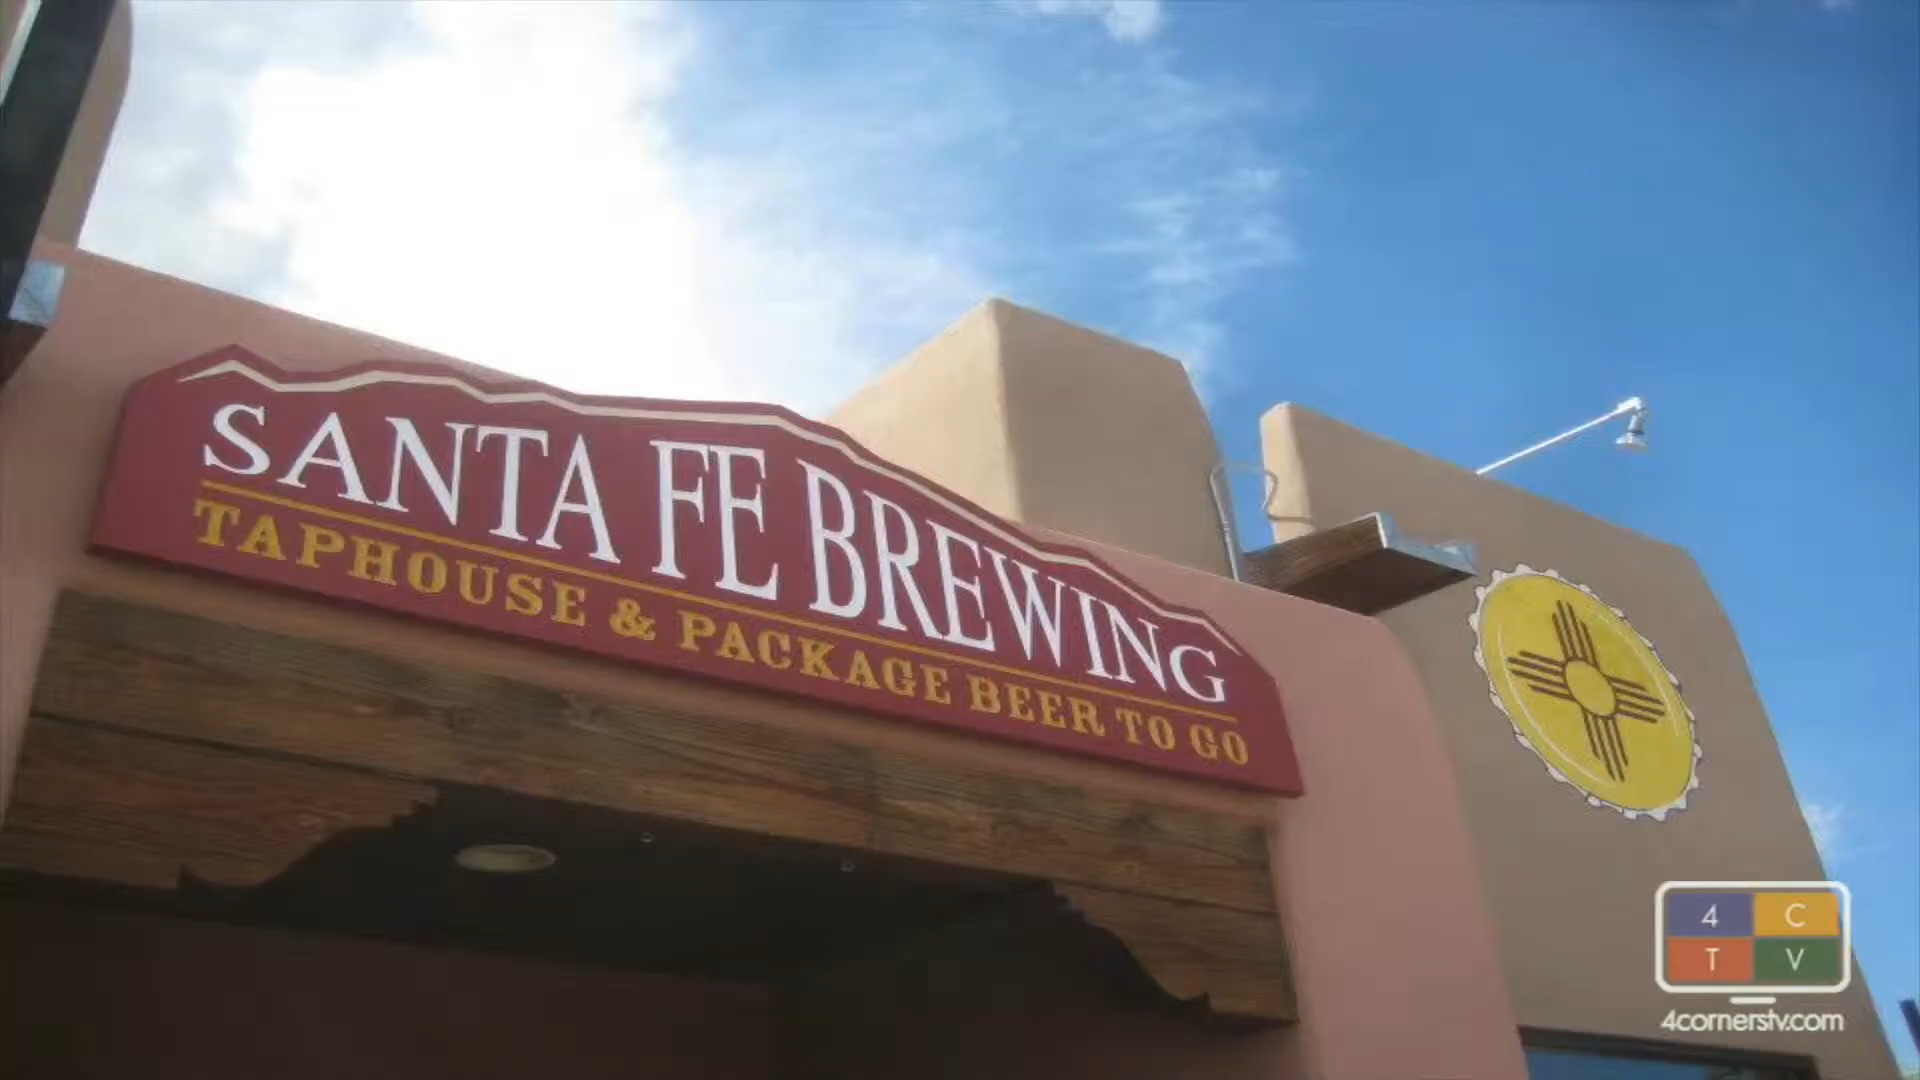 SANTA FE BREWING
TAPHOUSE & PACKAGE BEER TO GO
4 C
T V
4cornerstv.com